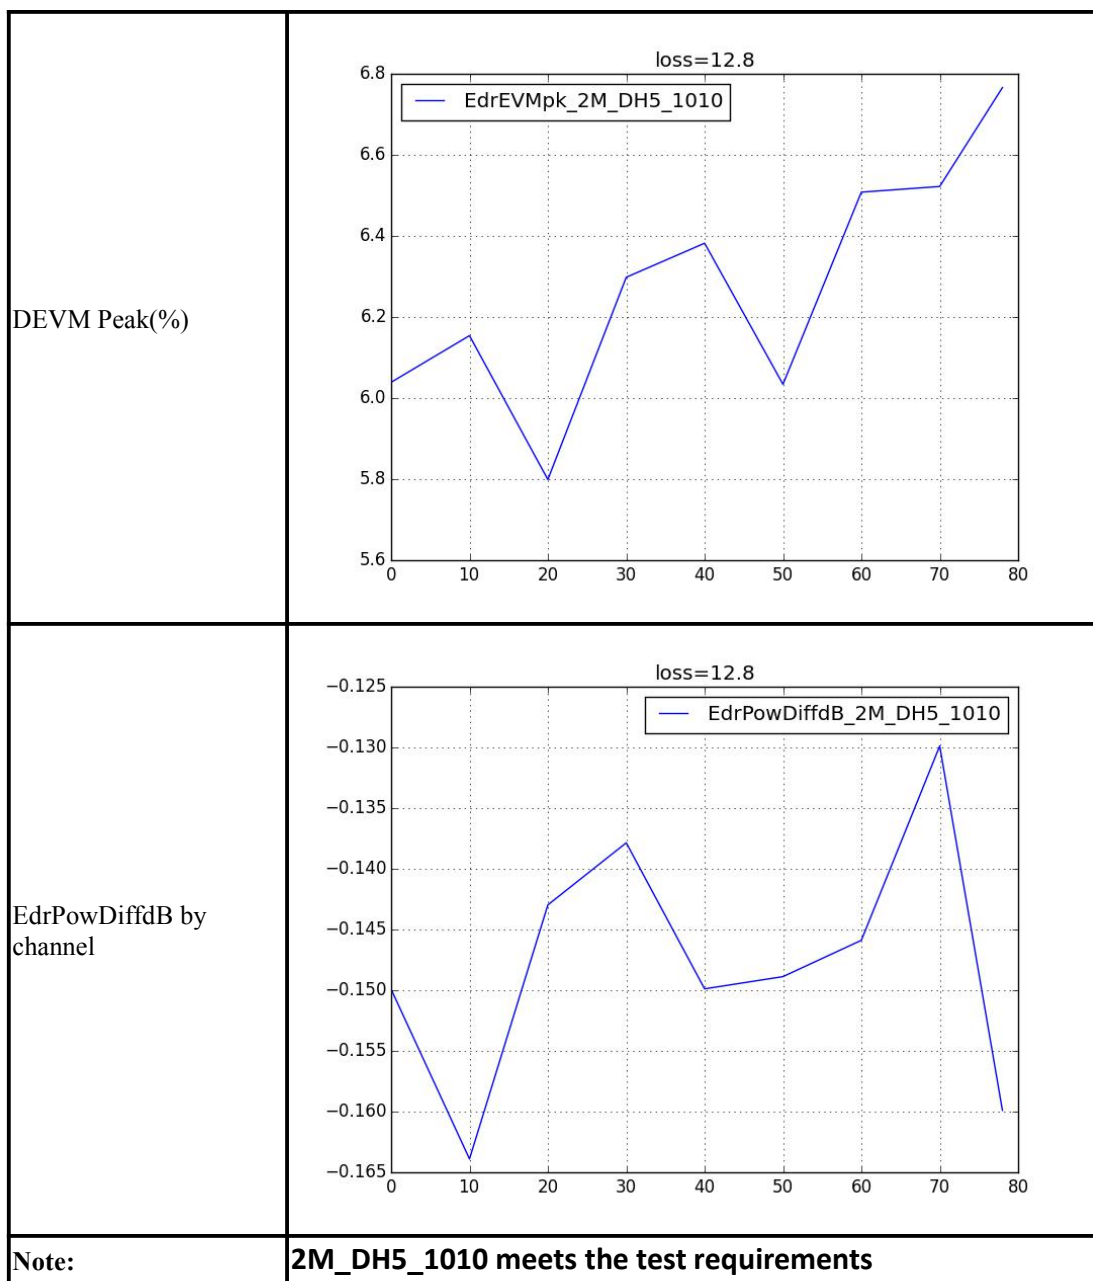 DEVM Peak(%)
loss=12.8
EdrEVMpk_2M_DH5_1010
6.8
6.6
6.4
6.2
6.0
5.8
5.6
0 10 20 30 40 50 60 70 80
EdrPowDiffdB by
channel
loss=12.8
EdrPowDiffdB_2M_DH5_1010
−0.125
−0.130
−0.135
−0.140
−0.145
−0.150
−0.155
−0.160
−0.165
0 10 20 30 40 50 60 70 80
Note: 2M_DH5_1010 meets the test requirements